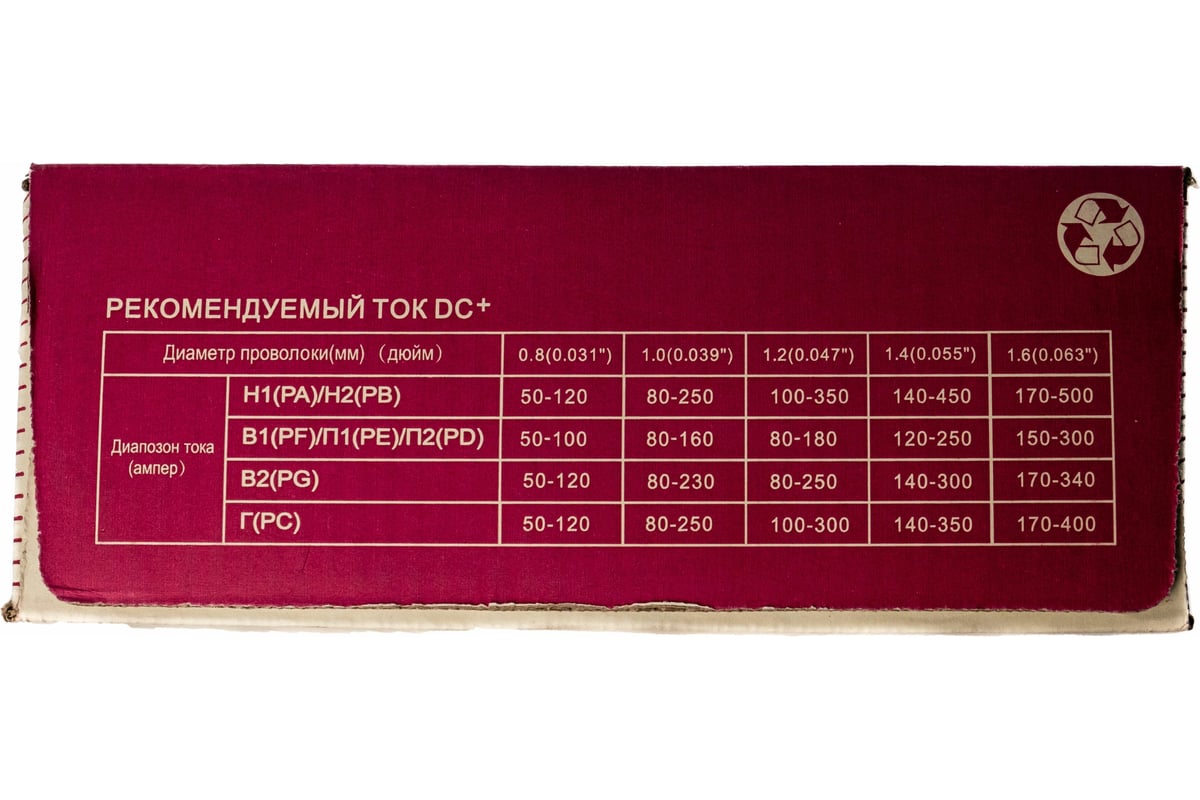 РЕКОМЕНДУЕМЫЙ ТОК DC+
Диаметр проволоки(мм) (дюйм) 0.8(0.031") 1.0(0.039") 1.2(0.047") 1.4(0.055") 1.6(0.063")
Диапозон тока
(ампер)
Н1(PA)/Н2(PB) 50-120 80-250 100-350 140-450 170-500
В1(PF)/П1(PE)/П2(PD) 50-100 80-160 80-180 120-250 150-300
В2(PG) 50-120 80-230 80-250 140-300 170-340
Г(PC) 50-120 80-250 100-300 140-350 170-400